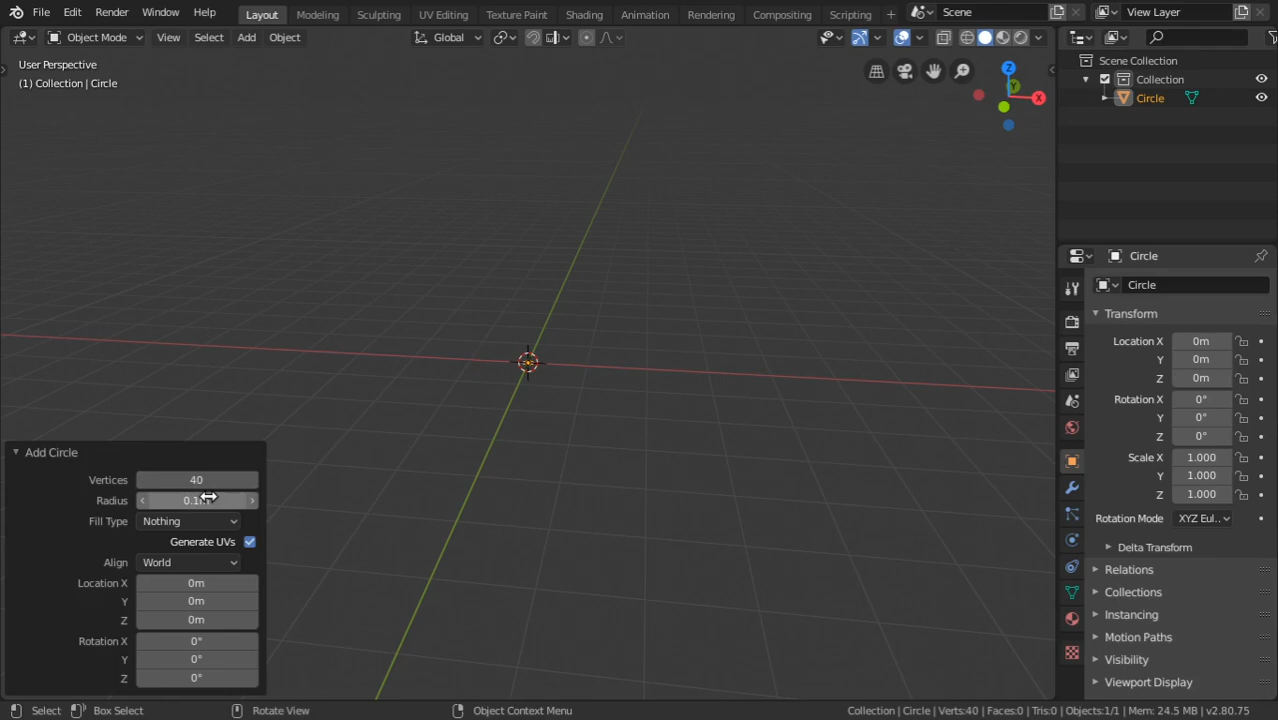 File Edit Render Window Help Layout Modeling Sculpting UV Editing Texture Paint Shading Animation Rendering Compositing Scripting + Scene View Layer
Object Mode View Select Add Object Global
User Perspective
(1) Collection | Circle
Z
Y
X
Scene Collection
Collection
Circle
Circle
Circle
Transform
Location X 0m
Y 0m
Z 0m
Rotation X 0°
Y 0°
Z 0°
Scale X 1.000
Y 1.000
Z 1.000
Rotation Mode XYZ Eul..
Delta Transform
Relations
Collections
Instancing
Motion Paths
Visibility
Viewport Display
Add Circle
Vertices 40
Radius 0.1m
Fill Type Nothing
Generate UVs
Align World
Location X 0m
Y 0m
Z 0m
Rotation X 0°
Y 0°
Z 0°
Select Box Select Rotate View Object Context Menu Collection | Circle | Verts:40 | Faces:0 | Tris:0 | Objects:1/1 | Mem: 24.5 MB | v2.80.75